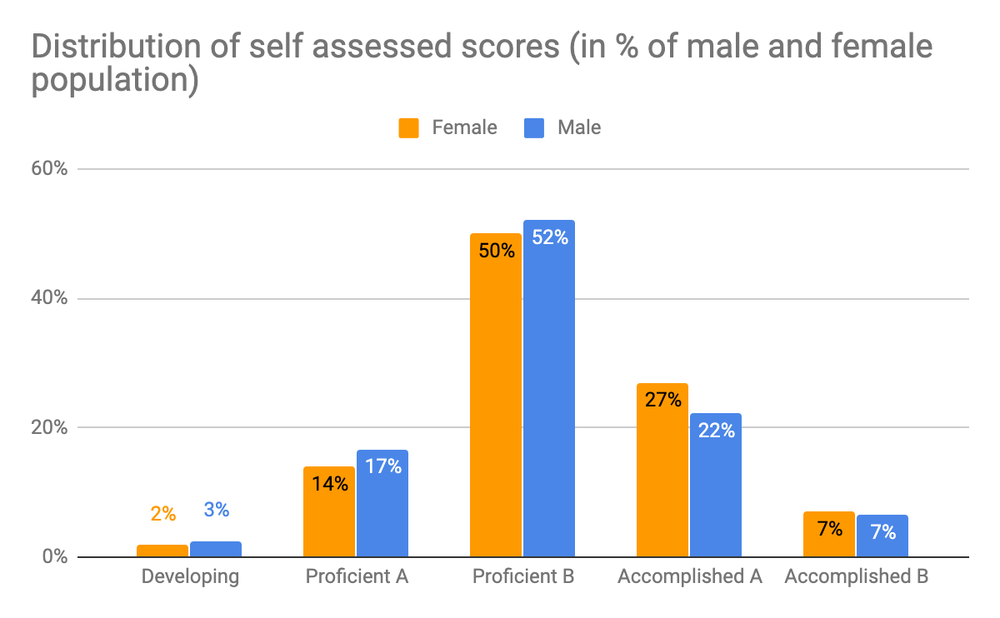 Distribution of self assessed scores (in % of male and female
population)
Female Male
60%
40%
20%
0%
2% 3%
14% 17%
50% 52%
27% 22%
7% 7%
Developing Proficient A Proficient B Accomplished A Accomplished B